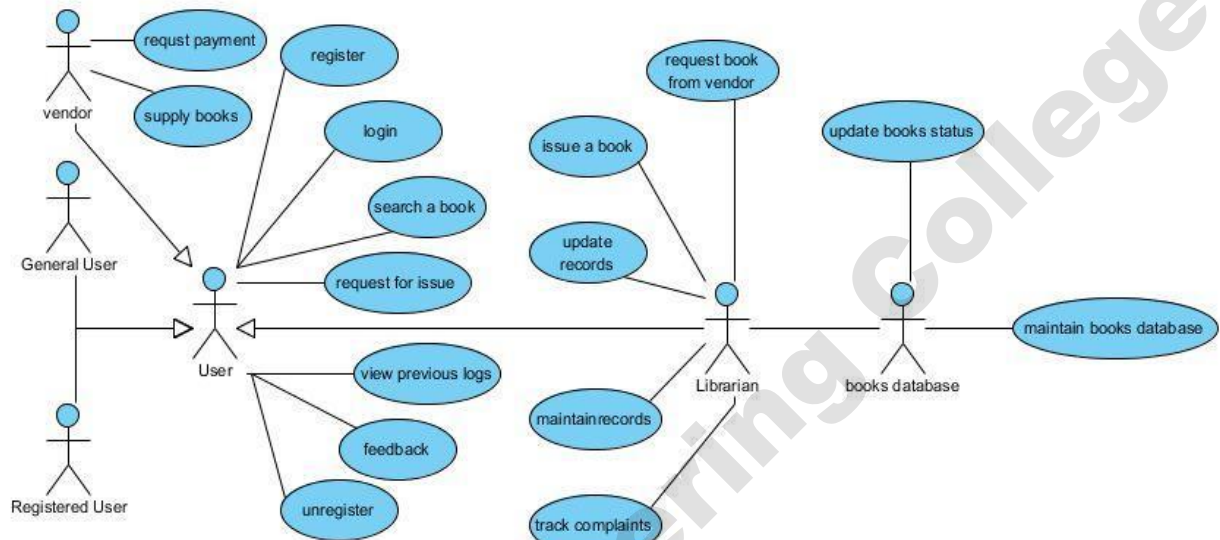 requst payment
supply books
vendor
register
login
search a book
request for issue
General User
User
Registered User
view previous logs
feedback
unregister
request book
from vendor
issue a book
update
records
Librarian
maintainrecords
track complaints
update books status
books database
maintain books database
ering College